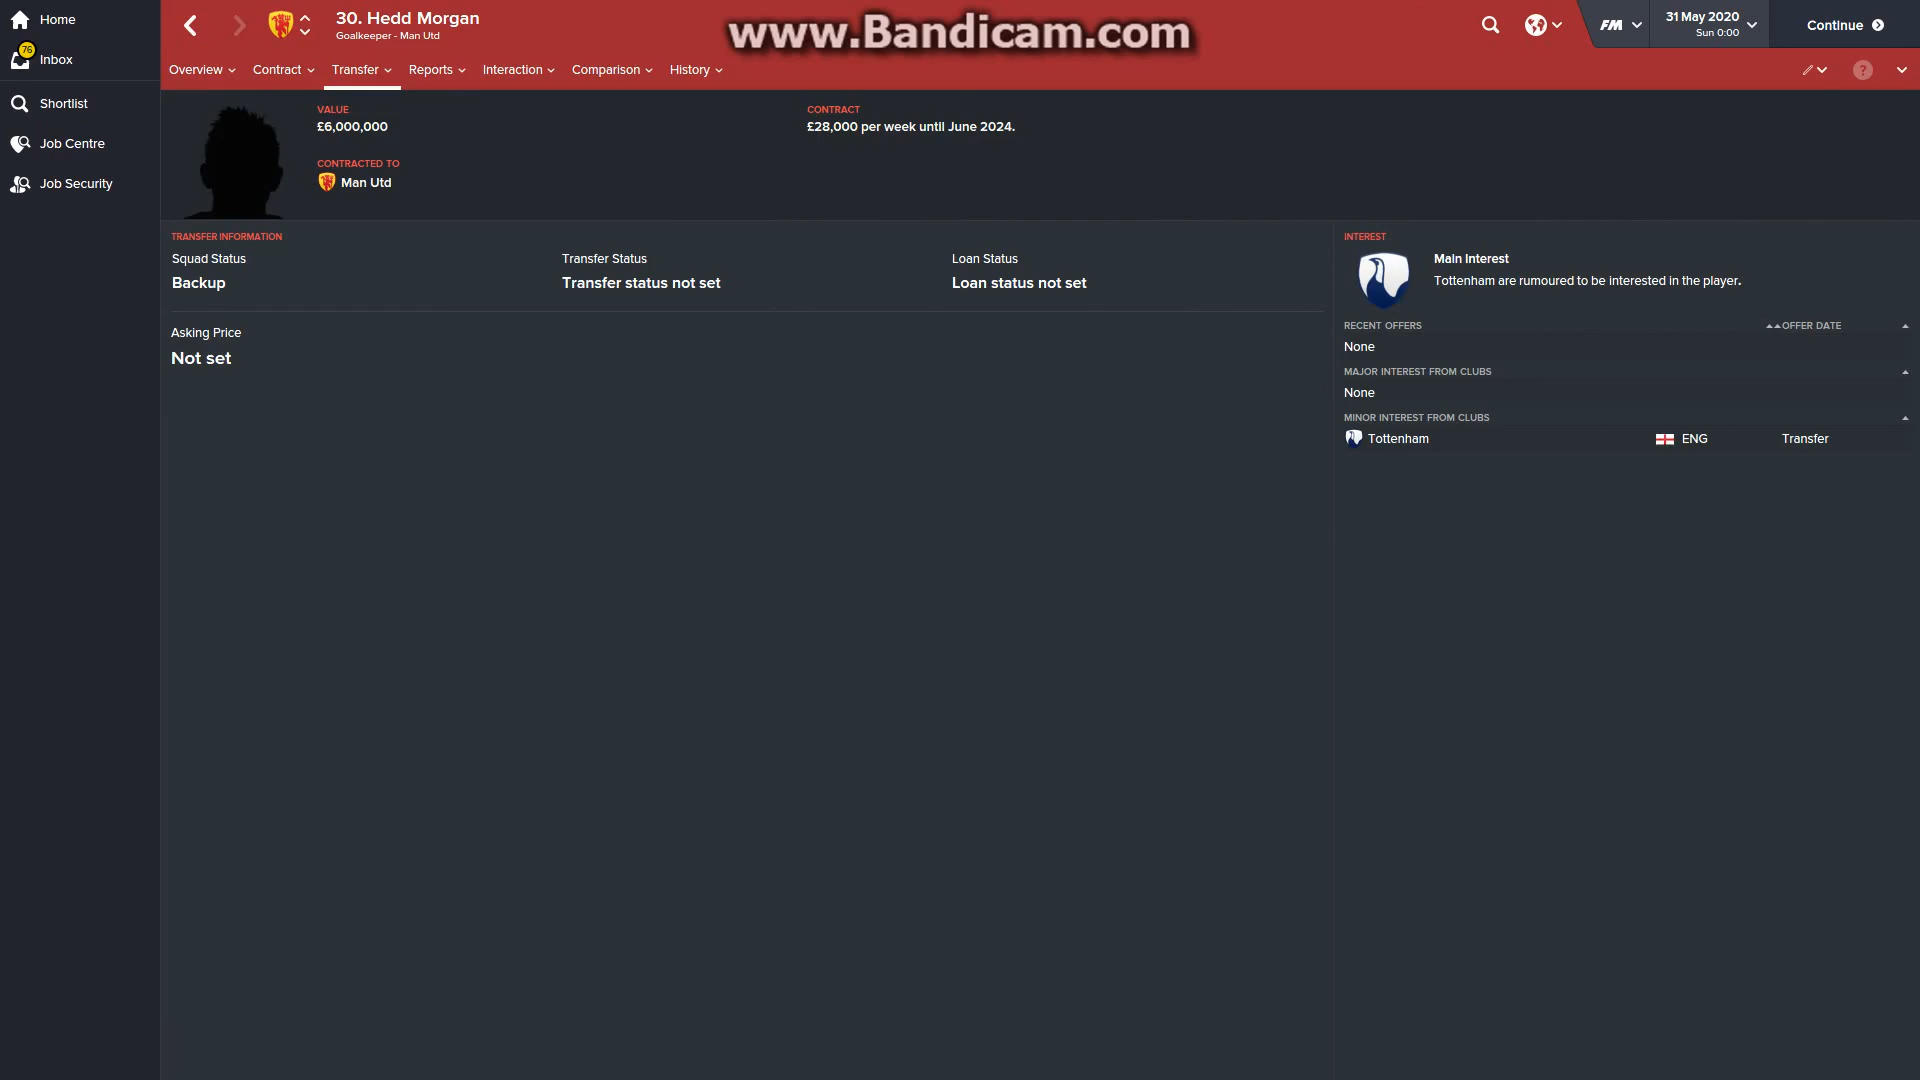 Home
76
Inbox
Shortlist
Job Centre
Job Security
30. Hedd Morgan
Goalkeeper - Man Utd
www.Bandicam.com
FM
31 May 2020
Sun 0:00
Continue
Overview
Contract
Transfer
Reports
Interaction
Comparison
History
?
VALUE
£6,000,000
CONTRACTED TO
Man Utd
CONTRACT
£28,000 per week until June 2024.
TRANSFER INFORMATION
Squad Status
Backup
Transfer Status
Transfer status not set
Loan Status
Loan status not set
Asking Price
Not set
INTEREST
Main Interest
Tottenham are rumoured to be interested in the player.
RECENT OFFERS OFFER DATE
None
MAJOR INTEREST FROM CLUBS
None
MINOR INTEREST FROM CLUBS
Tottenham ENG Transfer